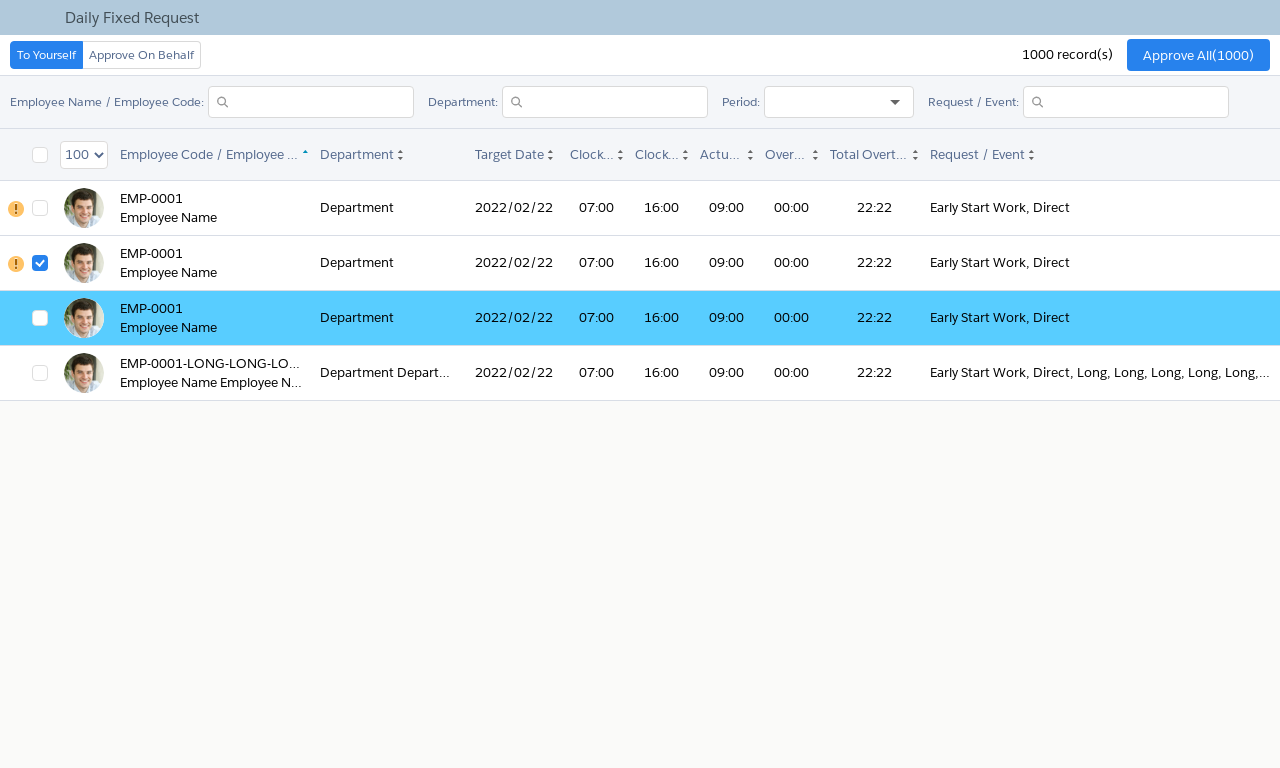 Daily Fixed Request
To Yourself Approve On Behalf 1000 record(s) Approve All(1000)
Employee Name / Employee Code: Department: Period: Request / Event:
100 Employee Code / Employee ... Department Target Date Clock... Clock... Actu... Over... Total Overt... Request / Event
EMP-0001
Employee Name
Department 2022/02/22 07:00 16:00 09:00 00:00 22:22 Early Start Work, Direct
EMP-0001
Employee Name
Department 2022/02/22 07:00 16:00 09:00 00:00 22:22 Early Start Work, Direct
EMP-0001
Employee Name
Department 2022/02/22 07:00 16:00 09:00 00:00 22:22 Early Start Work, Direct
EMP-0001-LONG-LONG-LO...
Employee Name Employee N...
Department Depart... 2022/02/22 07:00 16:00 09:00 00:00 22:22 Early Start Work, Direct, Long, Long, Long, Long, Long,...